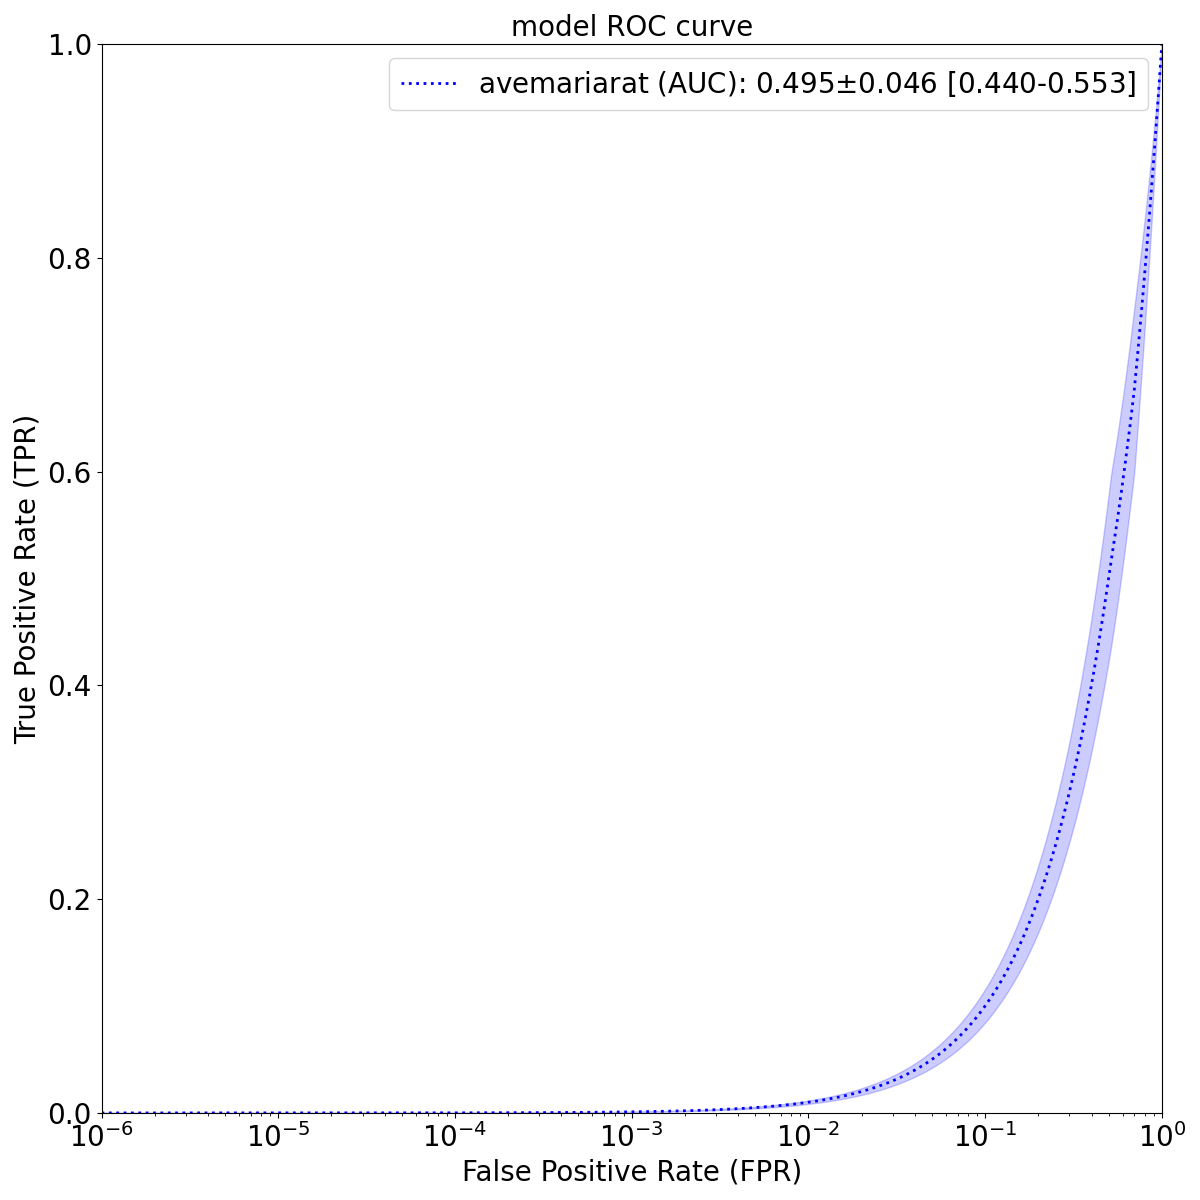 model ROC curve
avemariarat (AUC): 0.495±0.046 [0.440-0.553]
True Positive Rate (TPR)
1.0
0.8
0.6
0.4
0.2
0.0
10⁻⁶ 10⁻⁵ 10⁻⁴ 10⁻³ 10⁻² 10⁻¹ 10⁰
False Positive Rate (FPR)